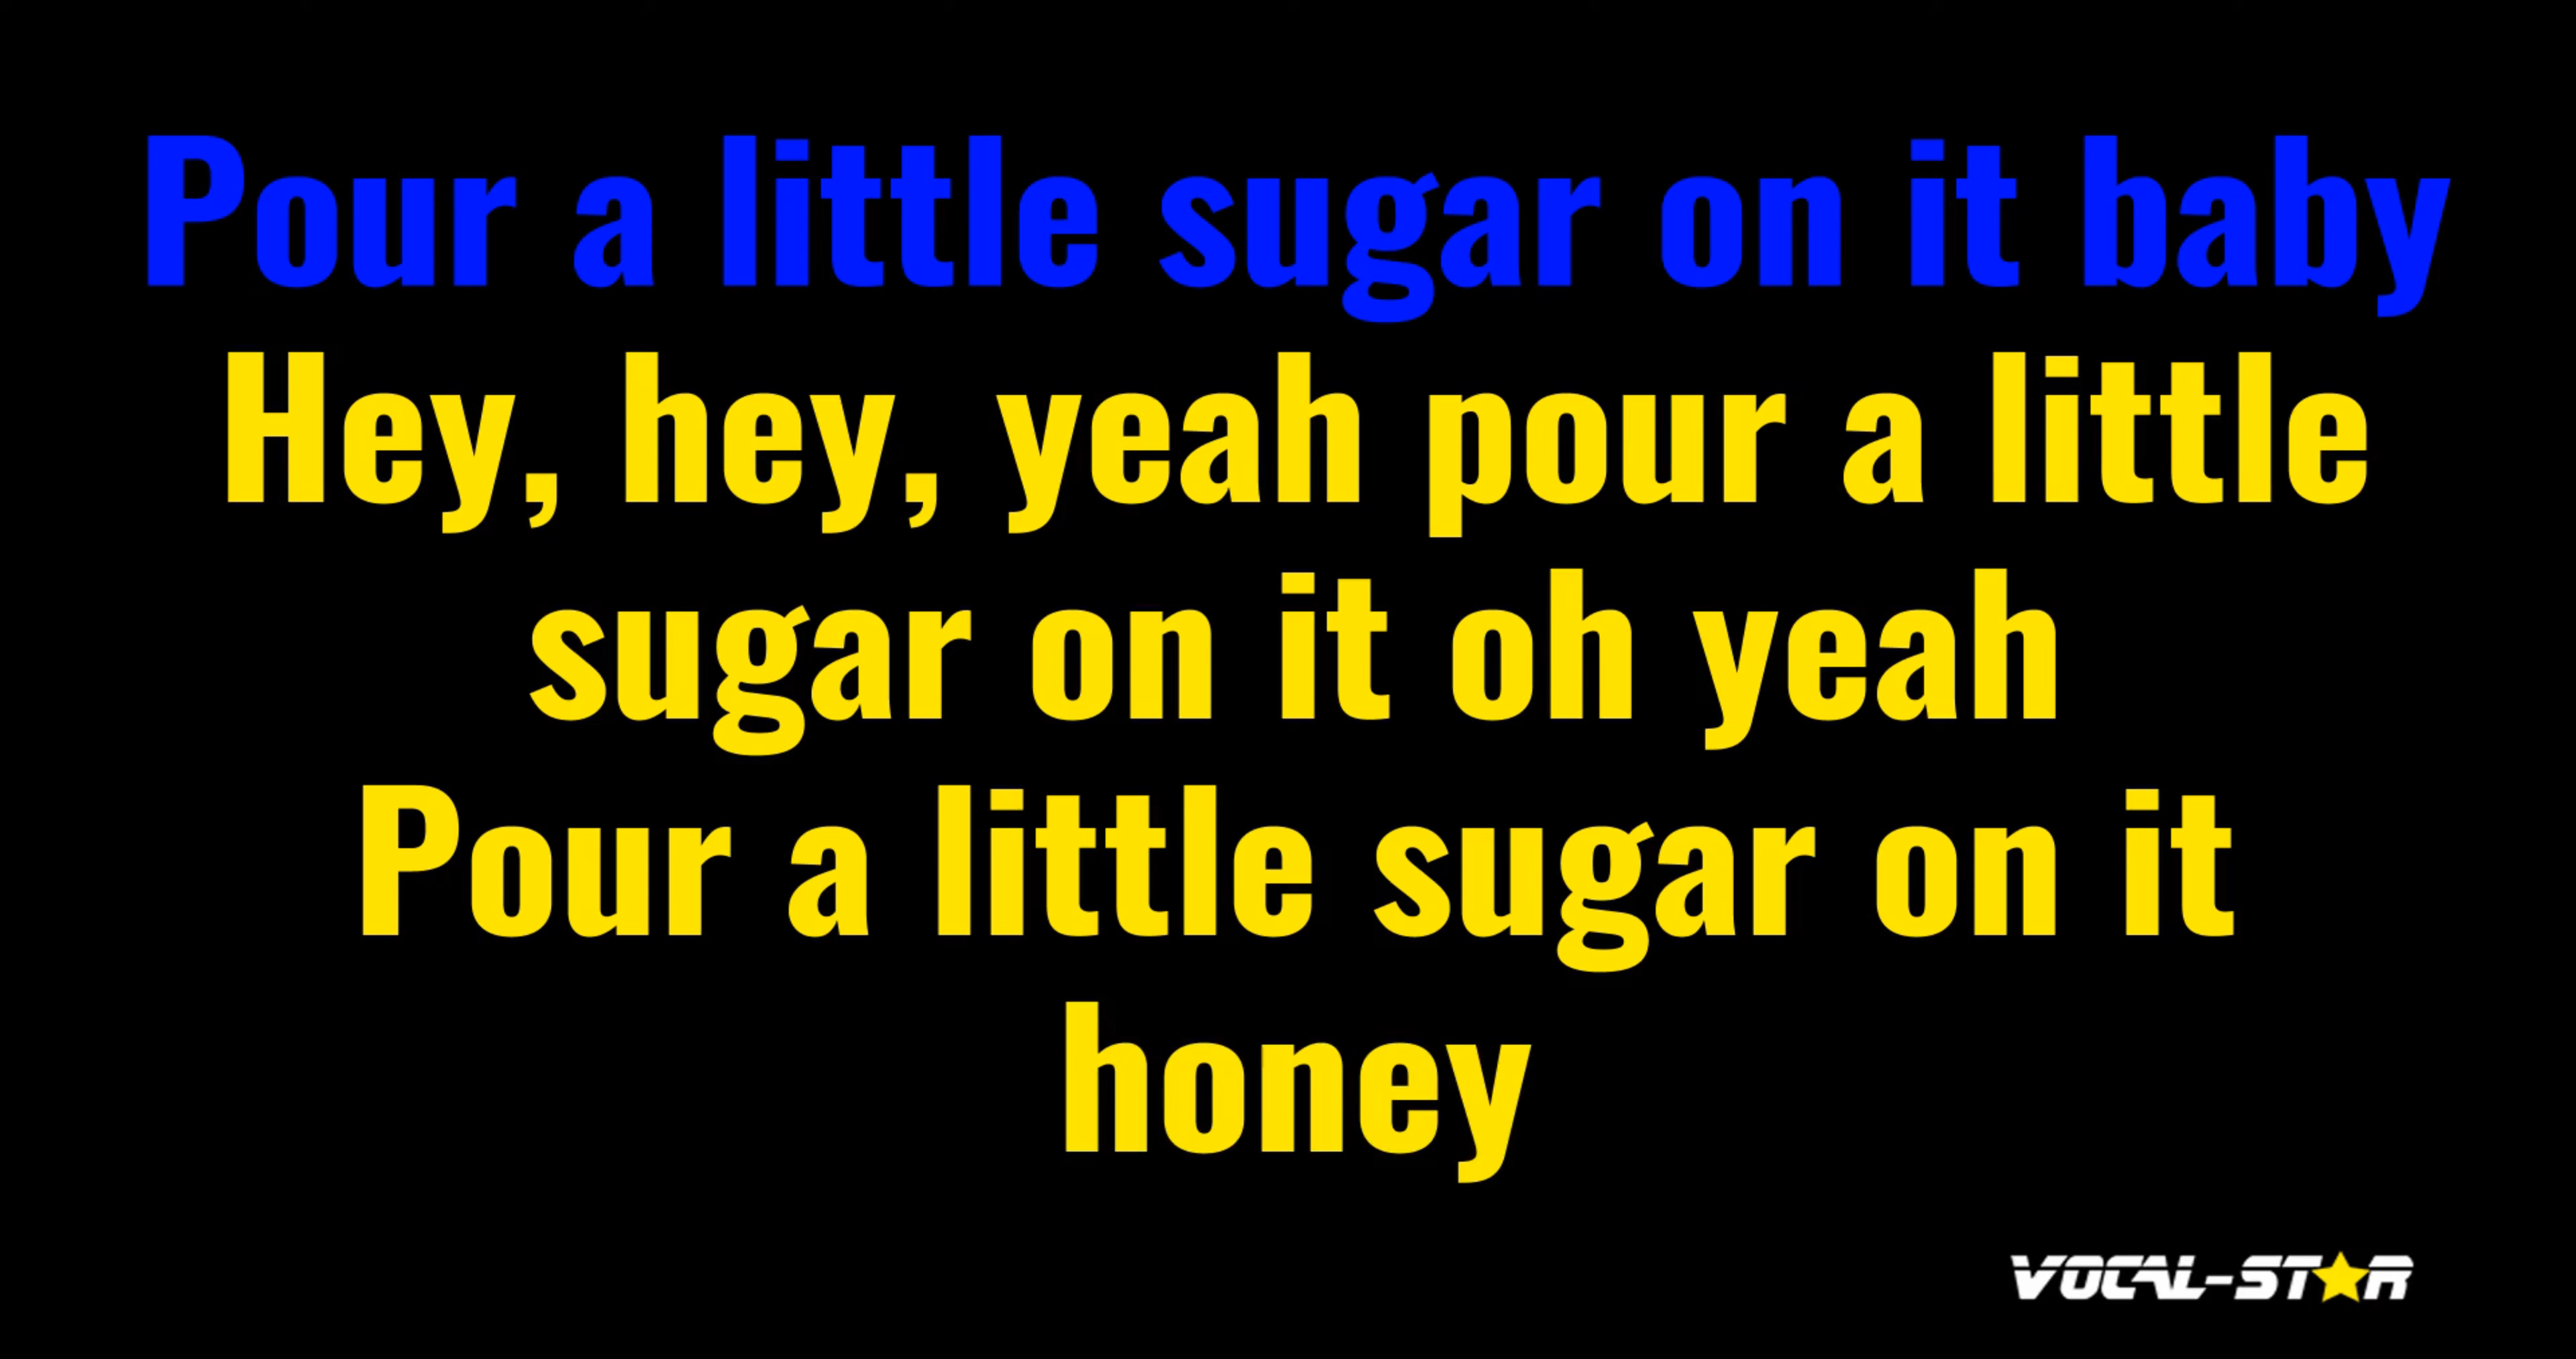 Pour a little sugar on it baby
Hey, hey, yeah pour a little
sugar on it oh yeah
Pour a little sugar on it
honey
VOCAL-STAR